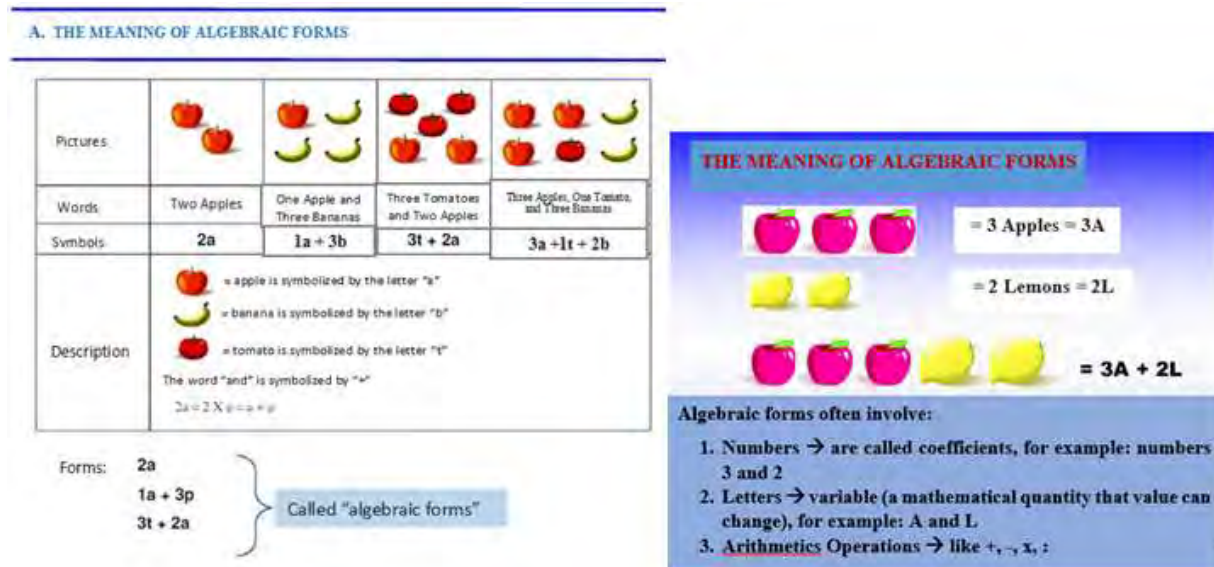 A. THE MEANING OF ALGEBRAIC FORMS
Pictures
Words
Two Apples
One Apple and
Three Bananas
Three Tomatoes
and Two Apples
Three Apples, One Tomato,
and Three Bananas
Symbols
2a
1a + 3b
3t + 2a
3a +1t + 2b
Description
= apple is symbolized by the letter "a"
= banana is symbolized by the letter "b"
= tomato is symbolized by the letter "t"
The word "and" is symbolized by "+"
Forms:
2a
1a + 3p
3t + 2a
Called "algebraic forms"
THE MEANING OF ALGEBRAIC FORMS
= 3 Apples = 3A
= 2 Lemons = 2L
= 3A + 2L
Algebraic forms often involve:
1. Numbers → are called coefficients, for example: numbers
3 and 2
2. Letters → variable (a mathematical quantity that value can
change), for example: A and L
3. Arithmetics Operations → like +, -, x, :